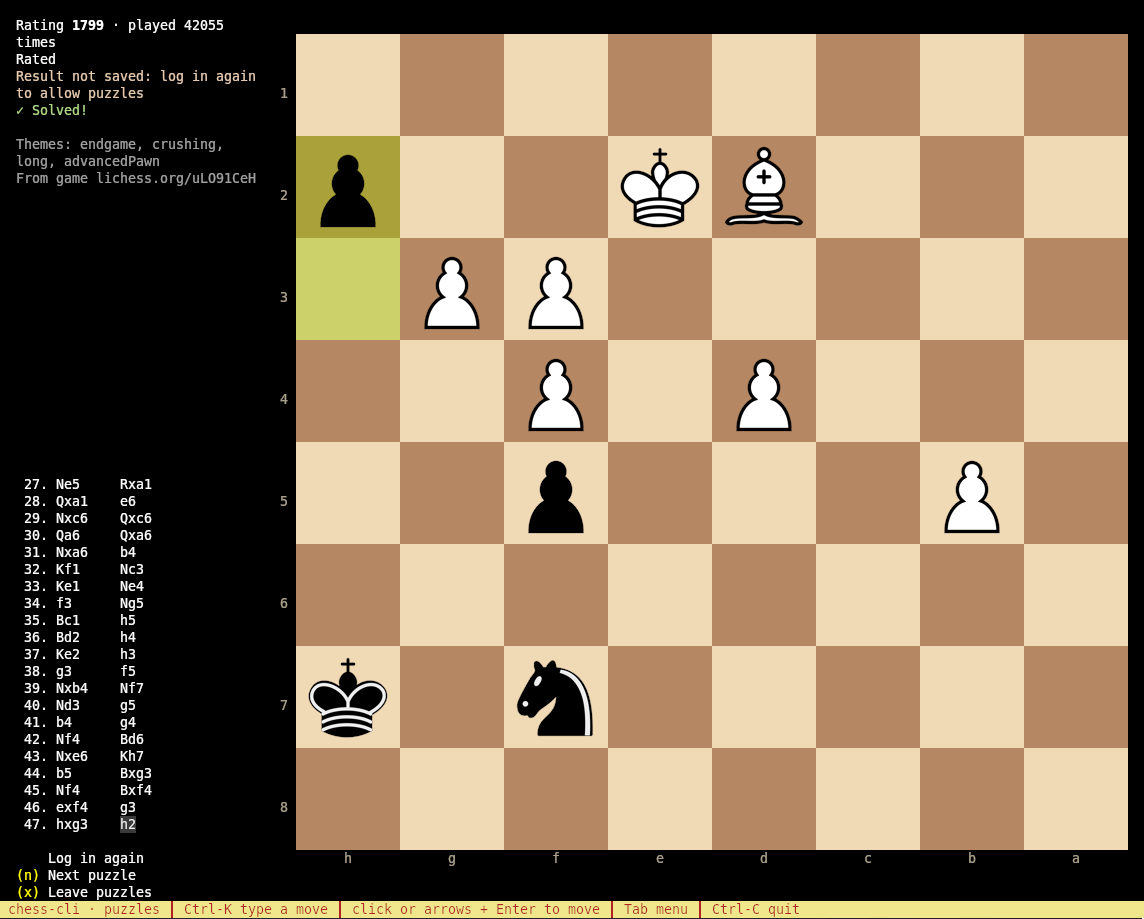 Rating 1799 · played 42055
times
Rated
Result not saved: log in again
to allow puzzles
✓ Solved!
Themes: endgame, crushing,
long, advancedPawn
From game lichess.org/uLO91CeH
1
2
3
4
5
6
7
8
27. Ne5 Rxa1
28. Qxa1 e6
29. Nxc6 Qxc6
30. Qa6 Qxa6
31. Nxa6 b4
32. Kf1 Nc3
33. Ke1 Ne4
34. f3 Ng5
35. Bc1 h5
36. Bd2 h4
37. Ke2 h3
38. g3 f5
39. Nxb4 Nf7
40. Nd3 g5
41. b4 g4
42. Nf4 Bd6
43. Nxe6 Kh7
44. b5 Bxg3
45. Nf4 Bxf4
46. exf4 g3
47. hxg3 h2
h g f e d c b a
Log in again
(n) Next puzzle
(x) Leave puzzles
chess-cli · puzzles │ Ctrl-K type a move │ click or arrows + Enter to move │ Tab menu │ Ctrl-C quit